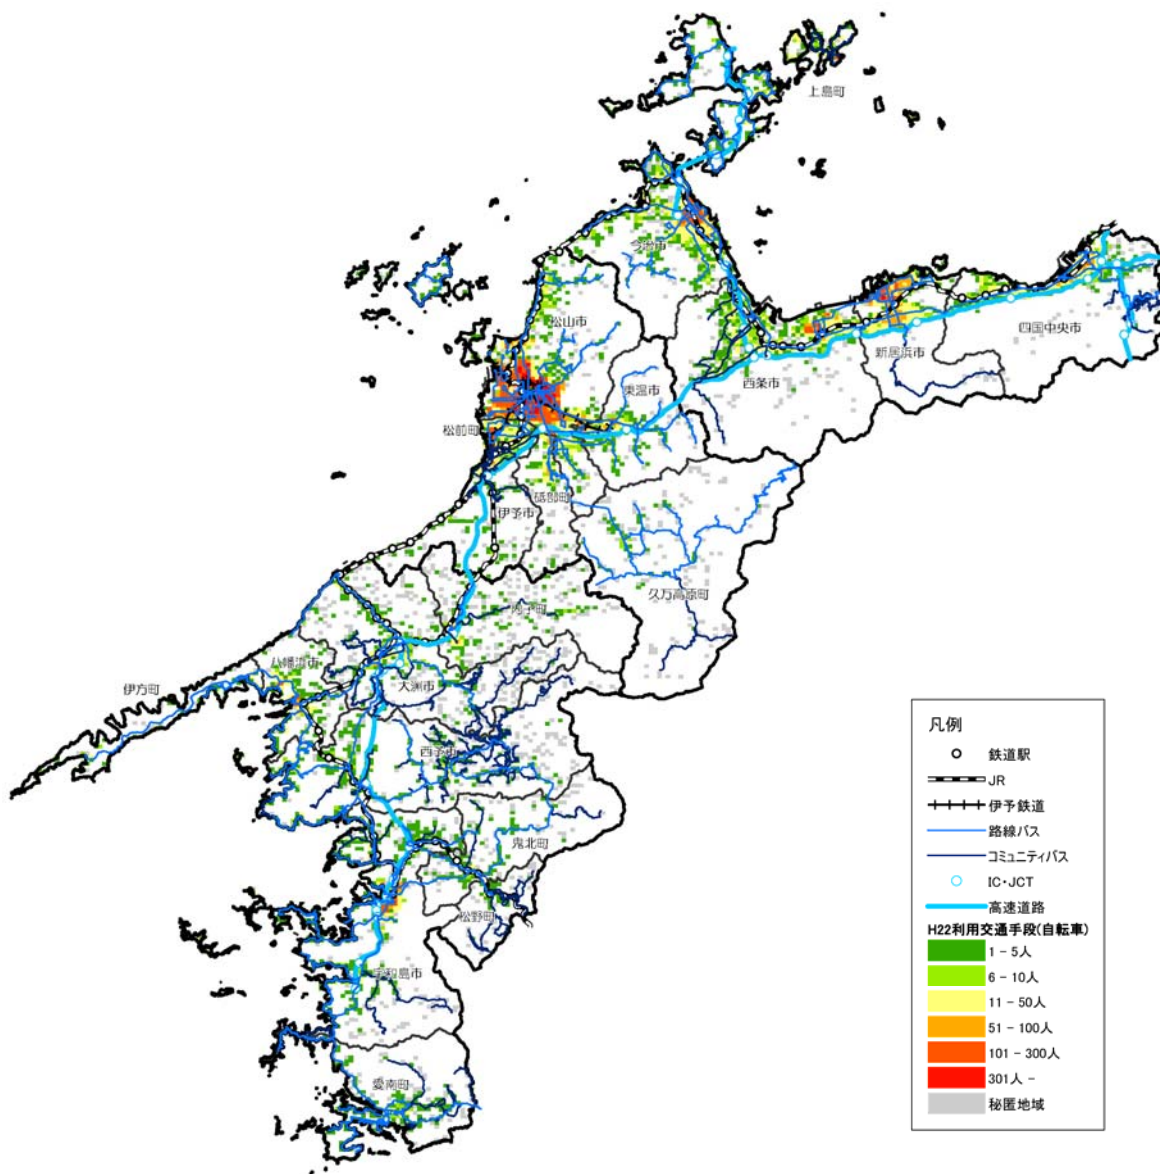 上島町
今治市
松山市
四国中央市
新居浜市
東温市
西条市
松前町
砥部町
伊予市
久万高原町
内子町
八幡浜市
伊方町
大洲市
西予市
鬼北町
松野町
宇和島市
愛南町
凡例
鉄道駅
JR
伊予鉄道
路線バス
コミュニティバス
IC・JCT
高速道路
H22利用交通手段(自転車)
1 - 5人
6 - 10人
11 - 50人
51 - 100人
101 - 300人
301人 -
秘匿地域